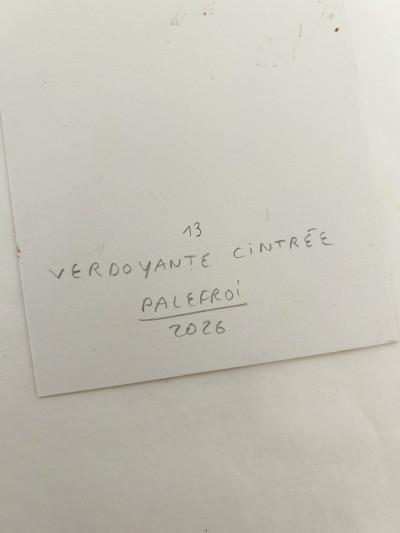 13
VERDOYANTE CINTRÉE
PALEFROI
2026